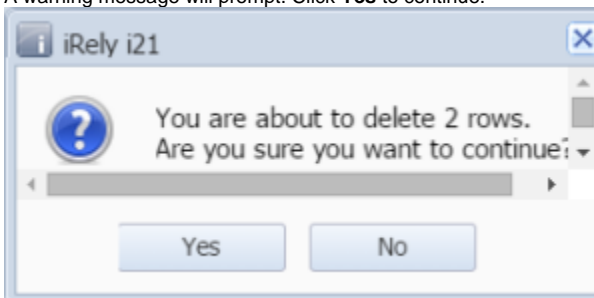 A warning message will prompt. Click Yes to continue.
iRely i21
You are about to delete 2 rows.
Are you sure you want to continue?
Yes
No